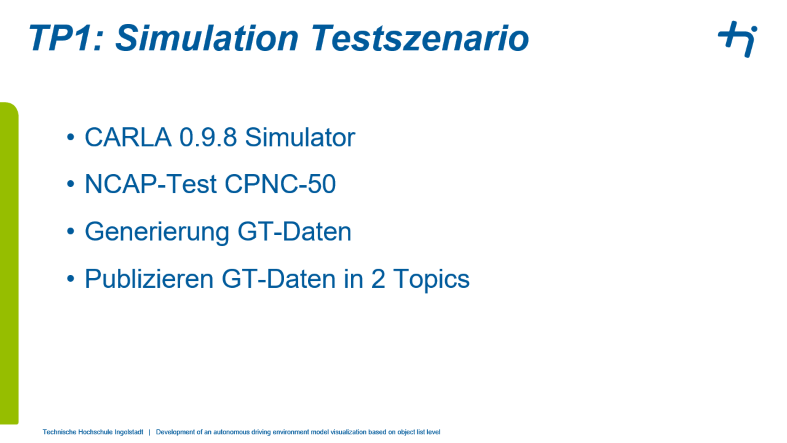 TP1: Simulation Testszenario
• CARLA 0.9.8 Simulator
• NCAP-Test CPNC-50
• Generierung GT-Daten
• Publizieren GT-Daten in 2 Topics
Technische Hochschule Ingolstadt | Development of an autonomous driving environment model visualization based on object list level